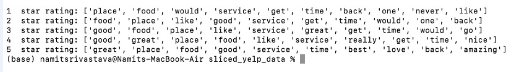 1  star rating: ['place', 'food', 'would', 'service', 'get', 'time', 'back', 'one', 'never', 'like']
2  star rating: ['food', 'place', 'like', 'good', 'service', 'get', 'time', 'would', 'one', 'back']
3  star rating: ['good', 'food', 'place', 'like', 'service', 'great', 'get', 'time', 'would', 'go']
4  star rating: ['good', 'great', 'place', 'food', 'like', 'service', 'really', 'get', 'time', 'nice']
5  star rating: ['great', 'place', 'food', 'good', 'service', 'time', 'best', 'love', 'back', 'amazing']
(base) namitsrivastava@Namits-MacBook-Air sliced_yelp_data %